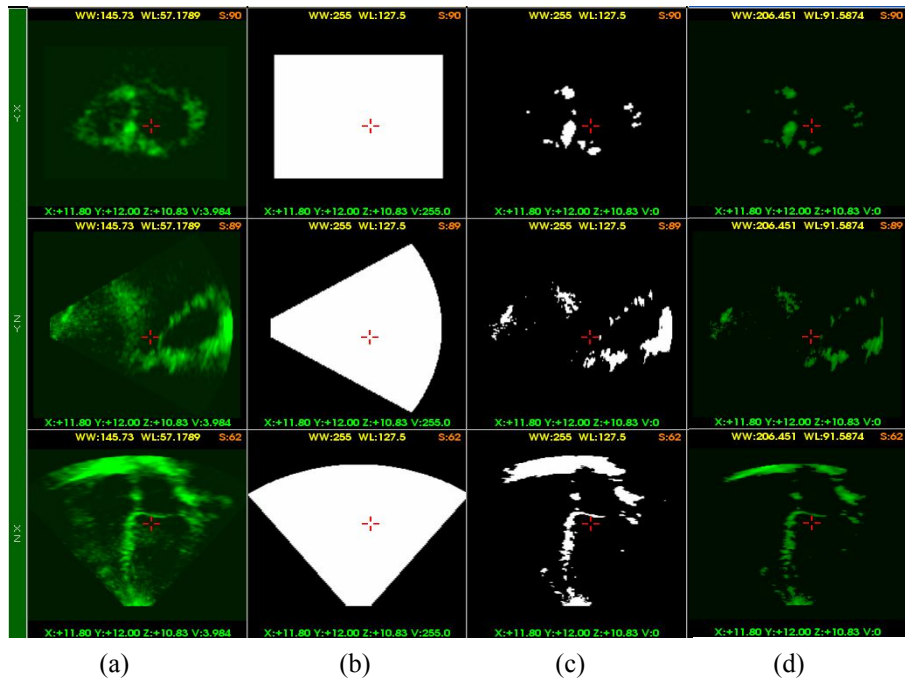 WW:145.73 WL:57.1789 S:90 WW:255 WL:127.5 S:90 WW:255 WL:127.5 S:90 WW:206.451 WL:91.5874 S:90
X
Y
X:+11.80 Y:+12.00 Z:+10.83 V:3.984 X:+11.80 Y:+12.00 Z:+10.83 V:255.0 X:+11.80 Y:+12.00 Z:+10.83 V:0 X:+11.80 Y:+12.00 Z:+10.83 V:0
WW:145.73 WL:57.1789 S:89 WW:255 WL:127.5 S:89 WW:255 WL:127.5 S:89 WW:206.451 WL:91.5874 S:89
Z
Y
X:+11.80 Y:+12.00 Z:+10.83 V:3.984 X:+11.80 Y:+12.00 Z:+10.83 V:255.0 X:+11.80 Y:+12.00 Z:+10.83 V:0 X:+11.80 Y:+12.00 Z:+10.83 V:0
WW:145.73 WL:57.1789 S:62 WW:255 WL:127.5 S:62 WW:255 WL:127.5 S:62 WW:206.451 WL:91.5874 S:62
X
Z
X:+11.80 Y:+12.00 Z:+10.83 V:3.984 X:+11.80 Y:+12.00 Z:+10.83 V:255.0 X:+11.80 Y:+12.00 Z:+10.83 V:0 X:+11.80 Y:+12.00 Z:+10.83 V:0
(a) (b) (c) (d)